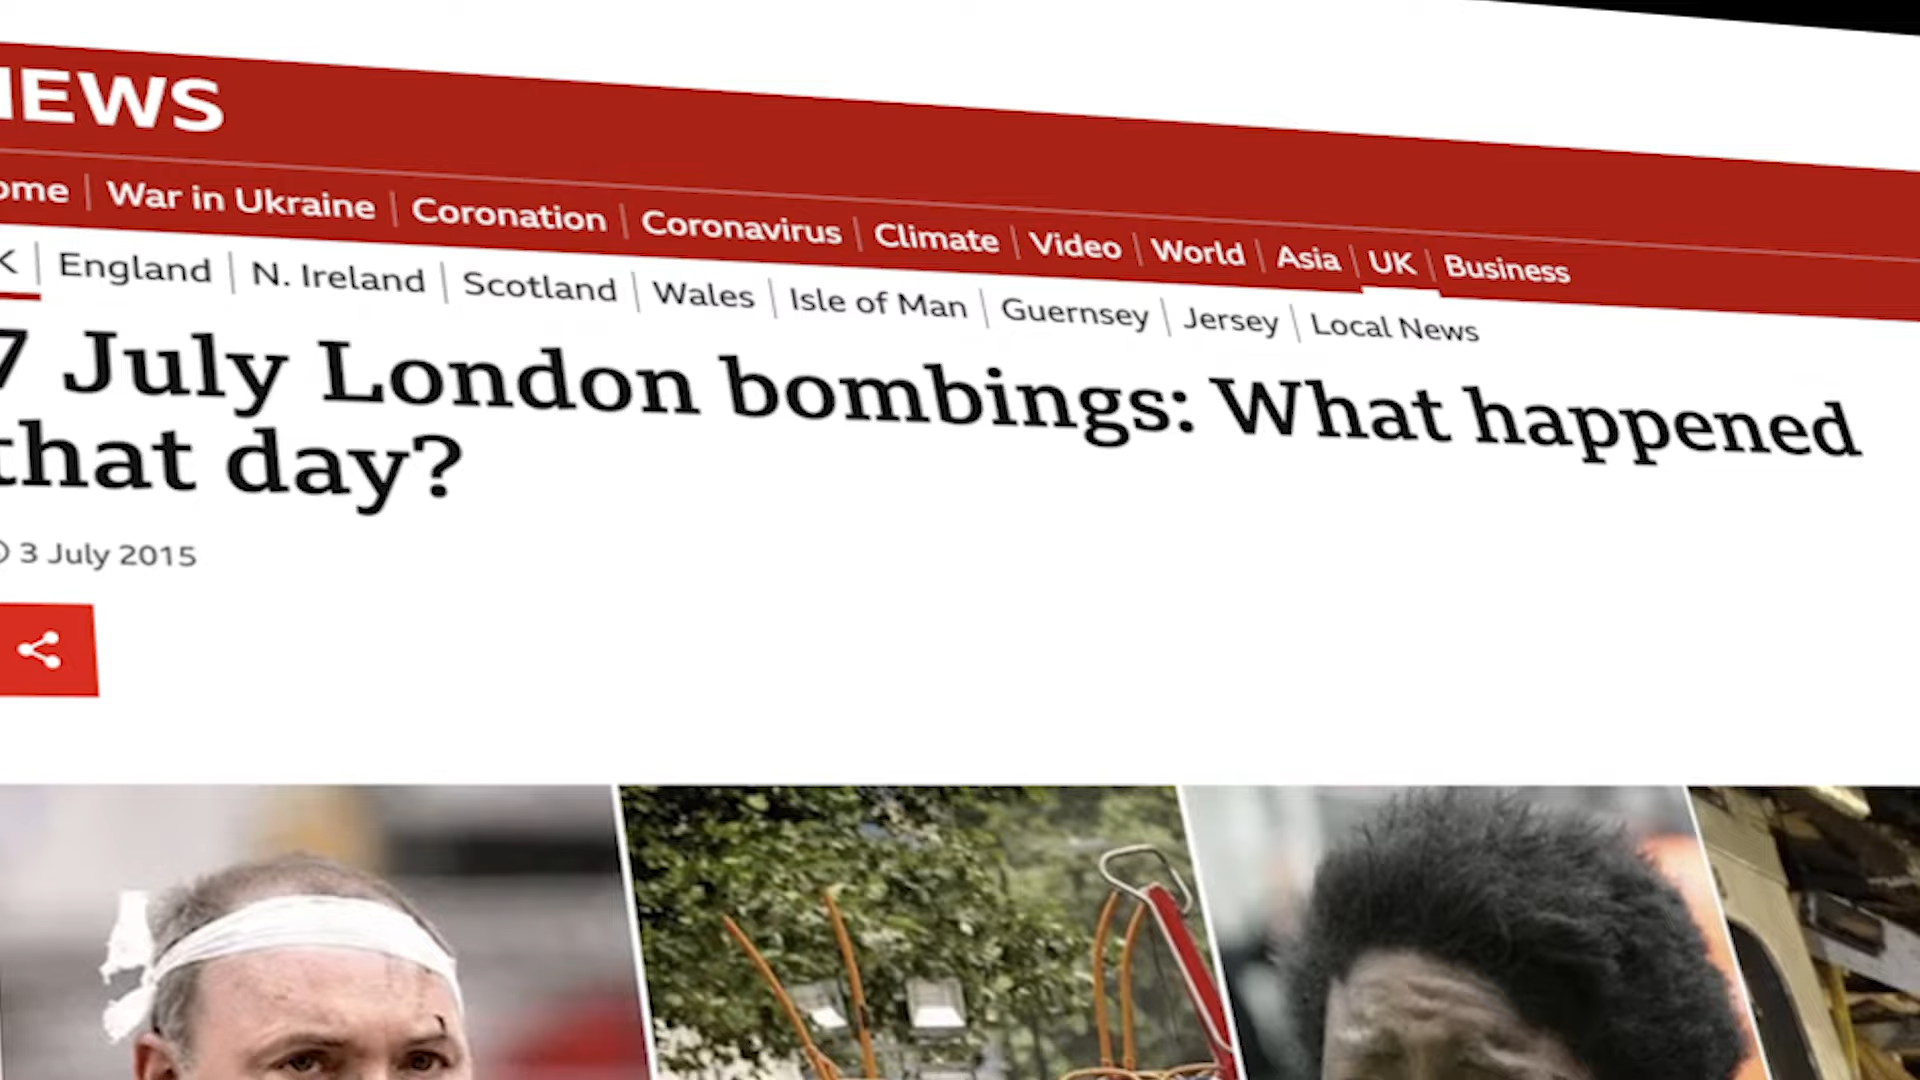 NEWS
ome War in Ukraine Coronation Coronavirus Climate Video World Asia UK Business
K England N. Ireland Scotland Wales Isle of Man Guernsey Jersey Local News
7 July London bombings: What happened
that day?
3 July 2015